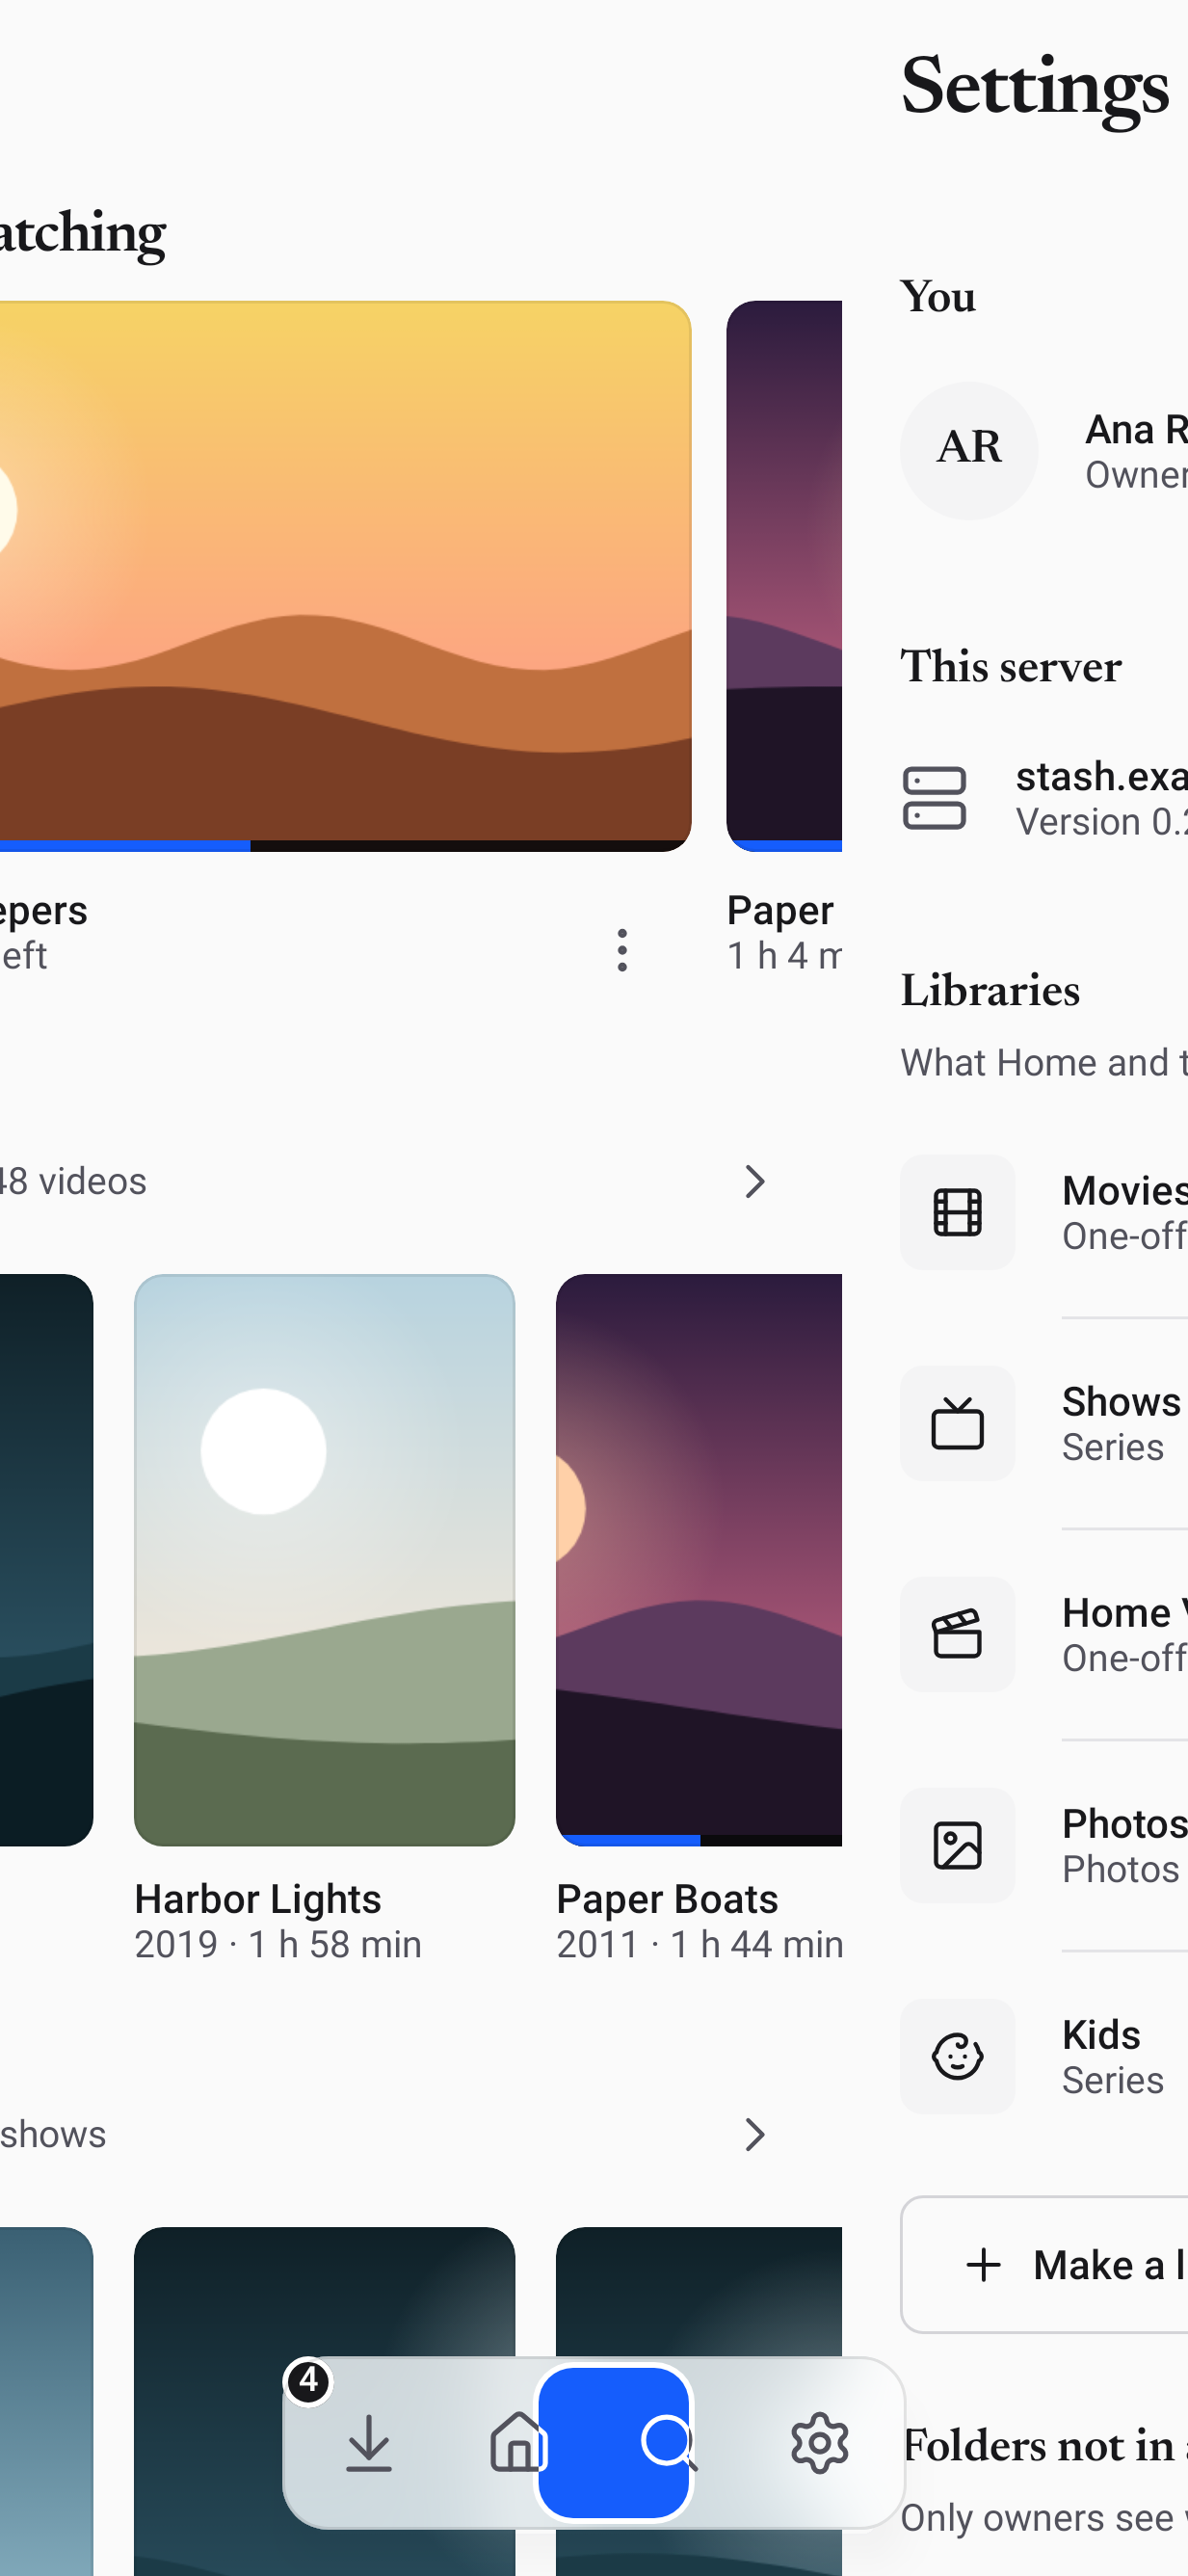 Settings
atching
You
AR
Ana R
Owner
This server
stash.exa
Version 0.2
epers
eft
Paper
1 h 4 m
Libraries
What Home and t
48 videos
Movies
One-off
Shows
Series
Home V
One-off
Photos
Photos
Harbor Lights
2019 · 1 h 58 min
Paper Boats
2011 · 1 h 44 min
Kids
Series
shows
Make a l
4
Folders not in a
Only owners see w